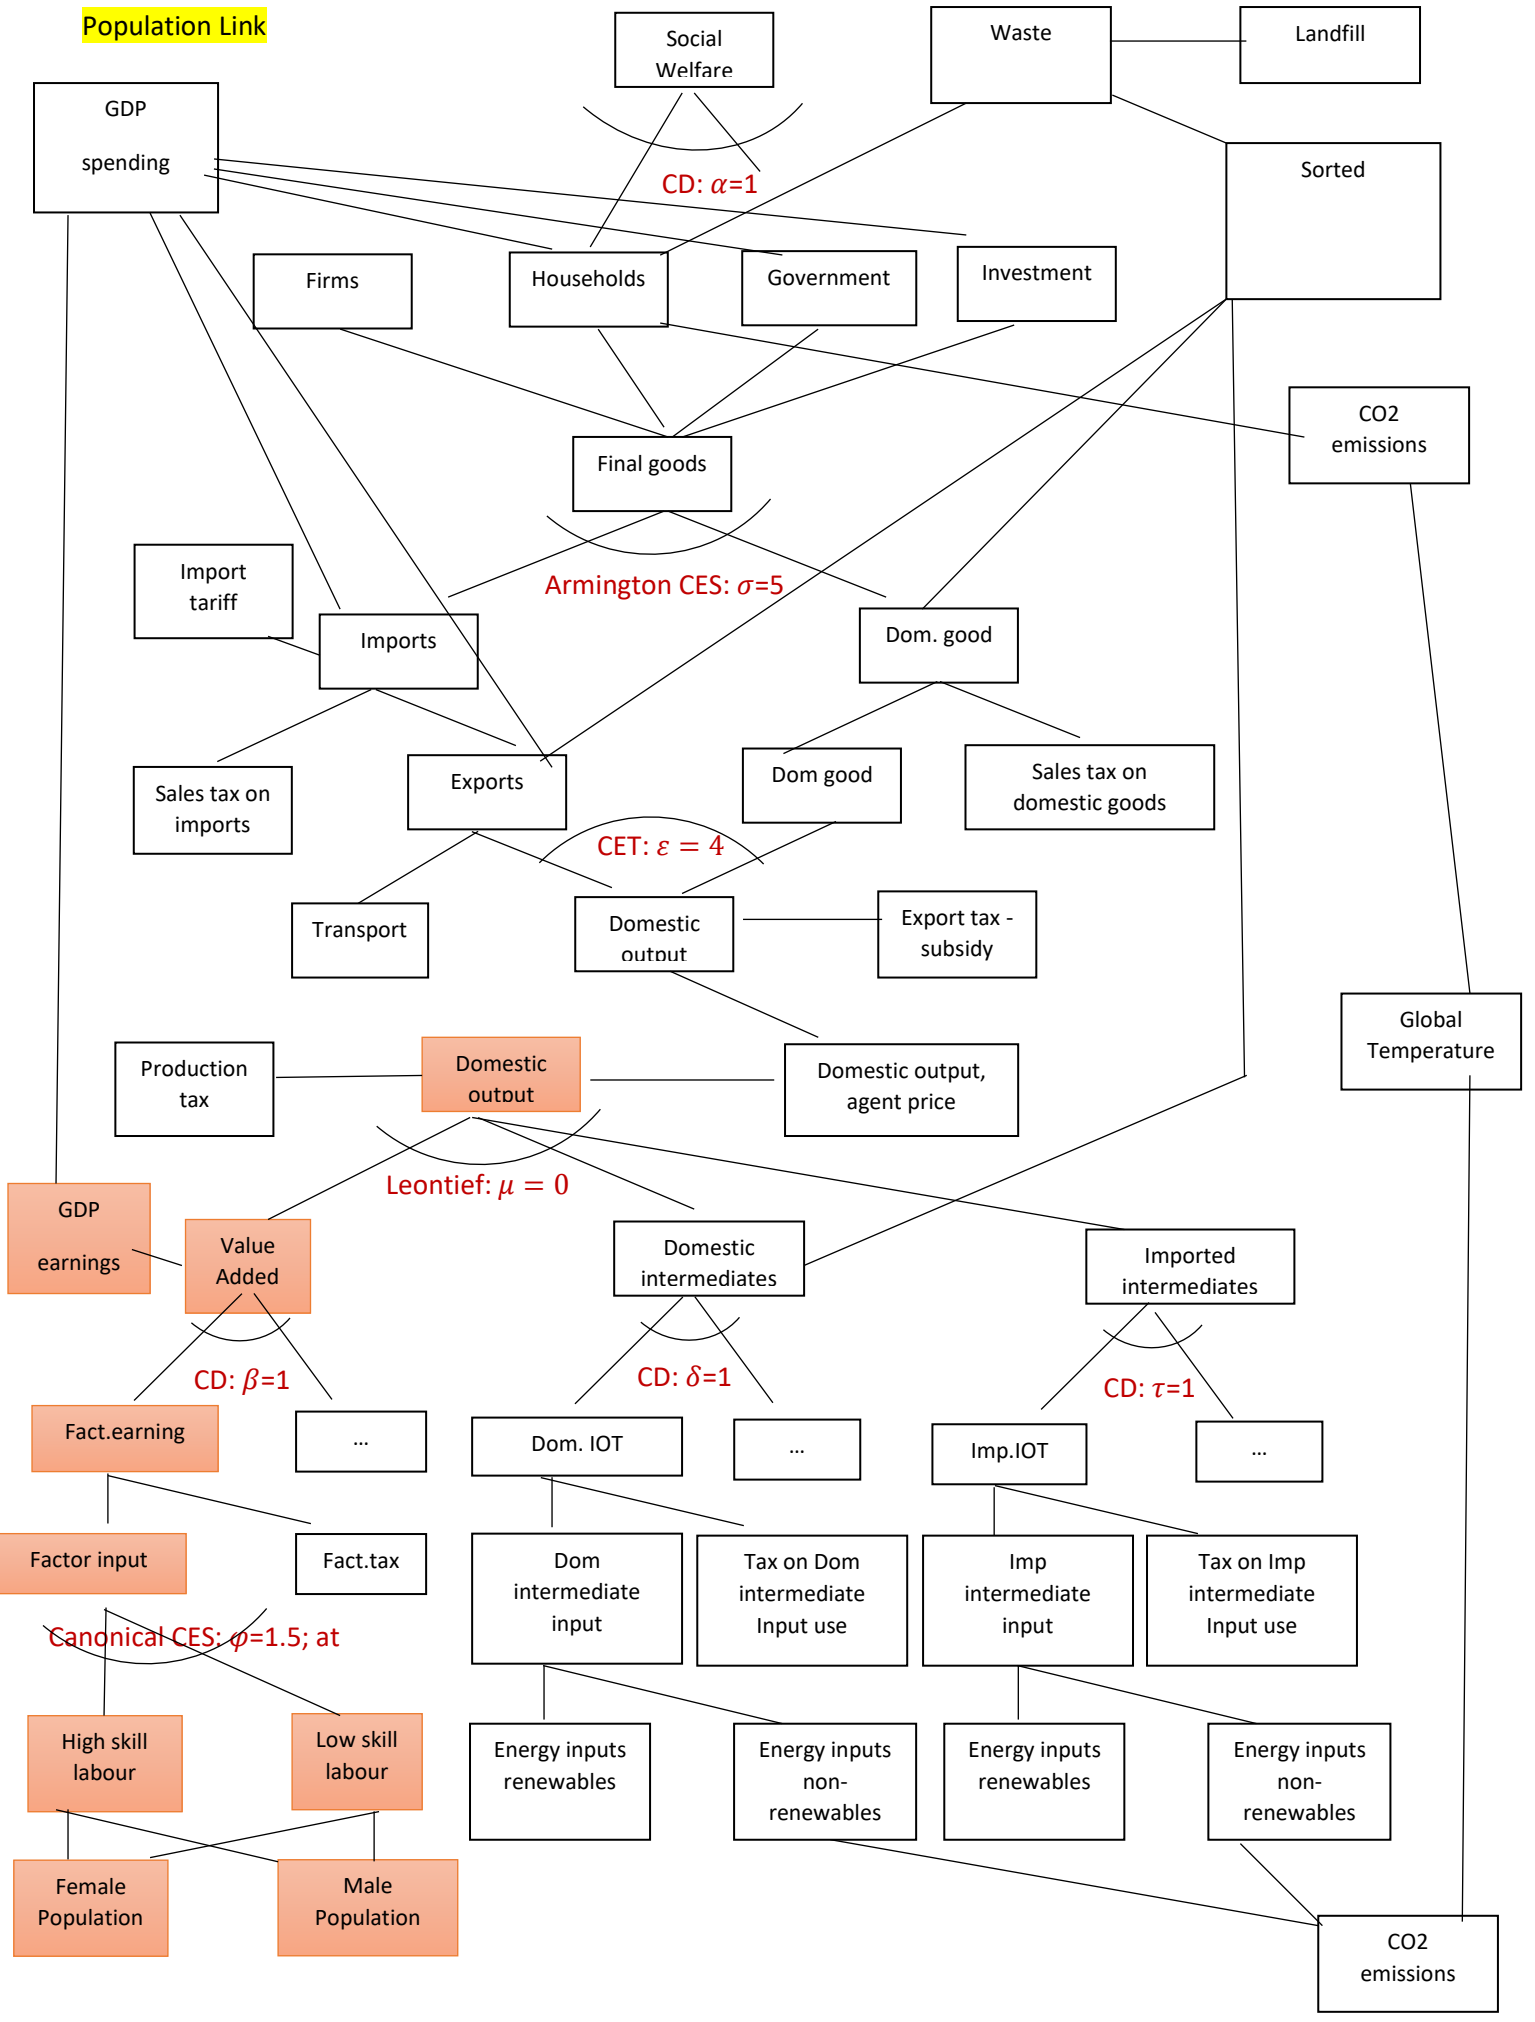 Population Link
Social
Welfare
Waste
Landfill
GDP
spending
Sorted
CD: α=1
Firms
Households
Government
Investment
CO2
emissions
Final goods
Import
tariff
Armington CES: σ=5
Imports
Dom. good
Sales tax on
imports
Exports
Dom good
Sales tax on
domestic goods
CET: ε = 4
Transport
Domestic
output
Export tax -
subsidy
Global
Temperature
Production
tax
Domestic
output
Domestic output,
agent price
Leontief: μ = 0
GDP
earnings
Value
Added
Domestic
intermediates
Imported
intermediates
CD: β=1
CD: δ=1
CD: τ=1
Fact.earning
...
Dom. IOT
...
Imp.IOT
...
Factor input
Fact.tax
Dom
intermediate
input
Tax on Dom
intermediate
Input use
Imp
intermediate
input
Tax on Imp
intermediate
Input use
Canonical CES: φ=1.5; at
High skill
labour
Low skill
labour
Energy inputs
renewables
Energy inputs
non-
renewables
Energy inputs
renewables
Energy inputs
non-
renewables
Female
Population
Male
Population
CO2
emissions